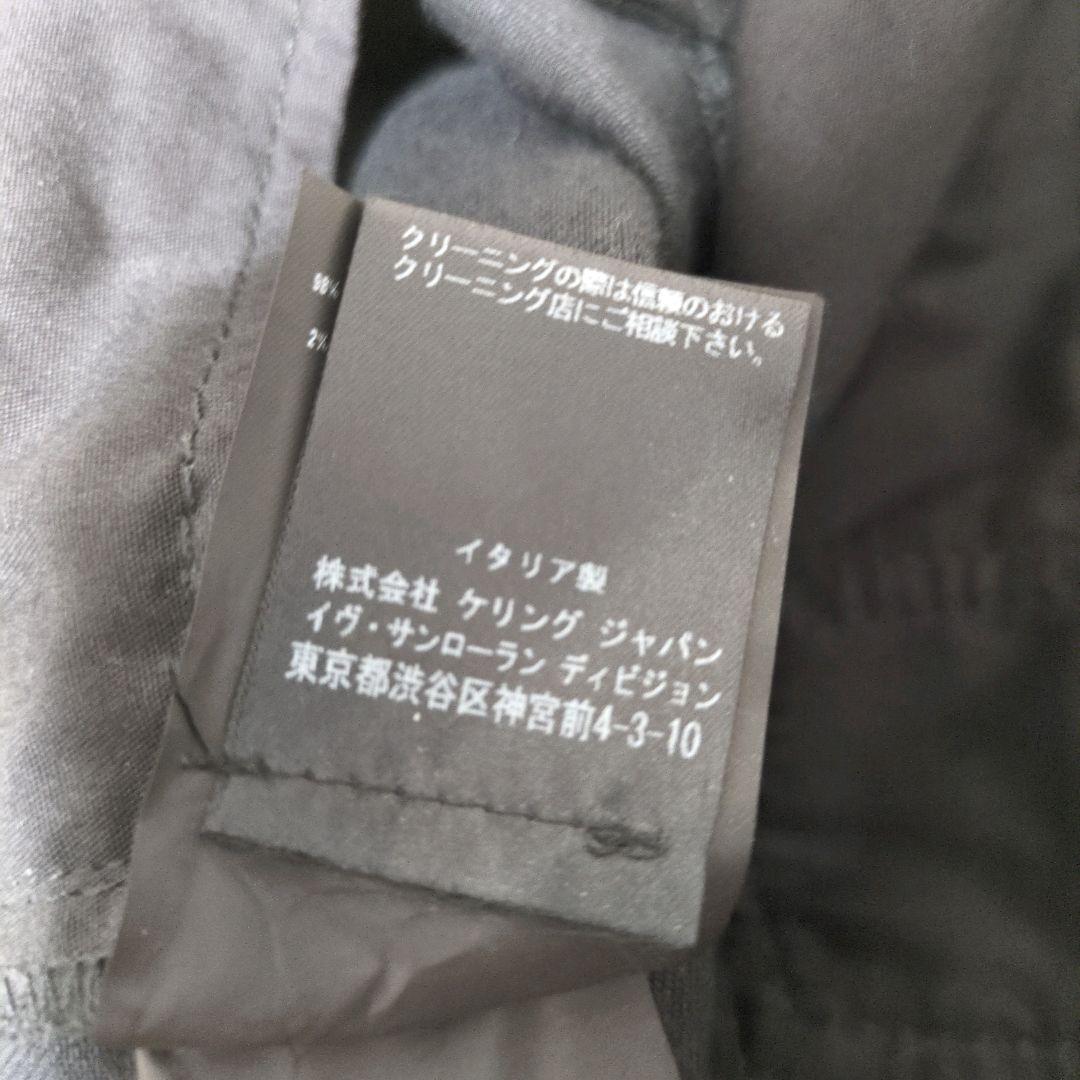 クリーニングの際は信頼のおける
クリーニング店にご相談下さい。
98%
2%
イタリア製
株式会社 ケリング ジャパン
イヴ・サンローラン ディビジョン
東京都渋谷区神宮前4-3-10